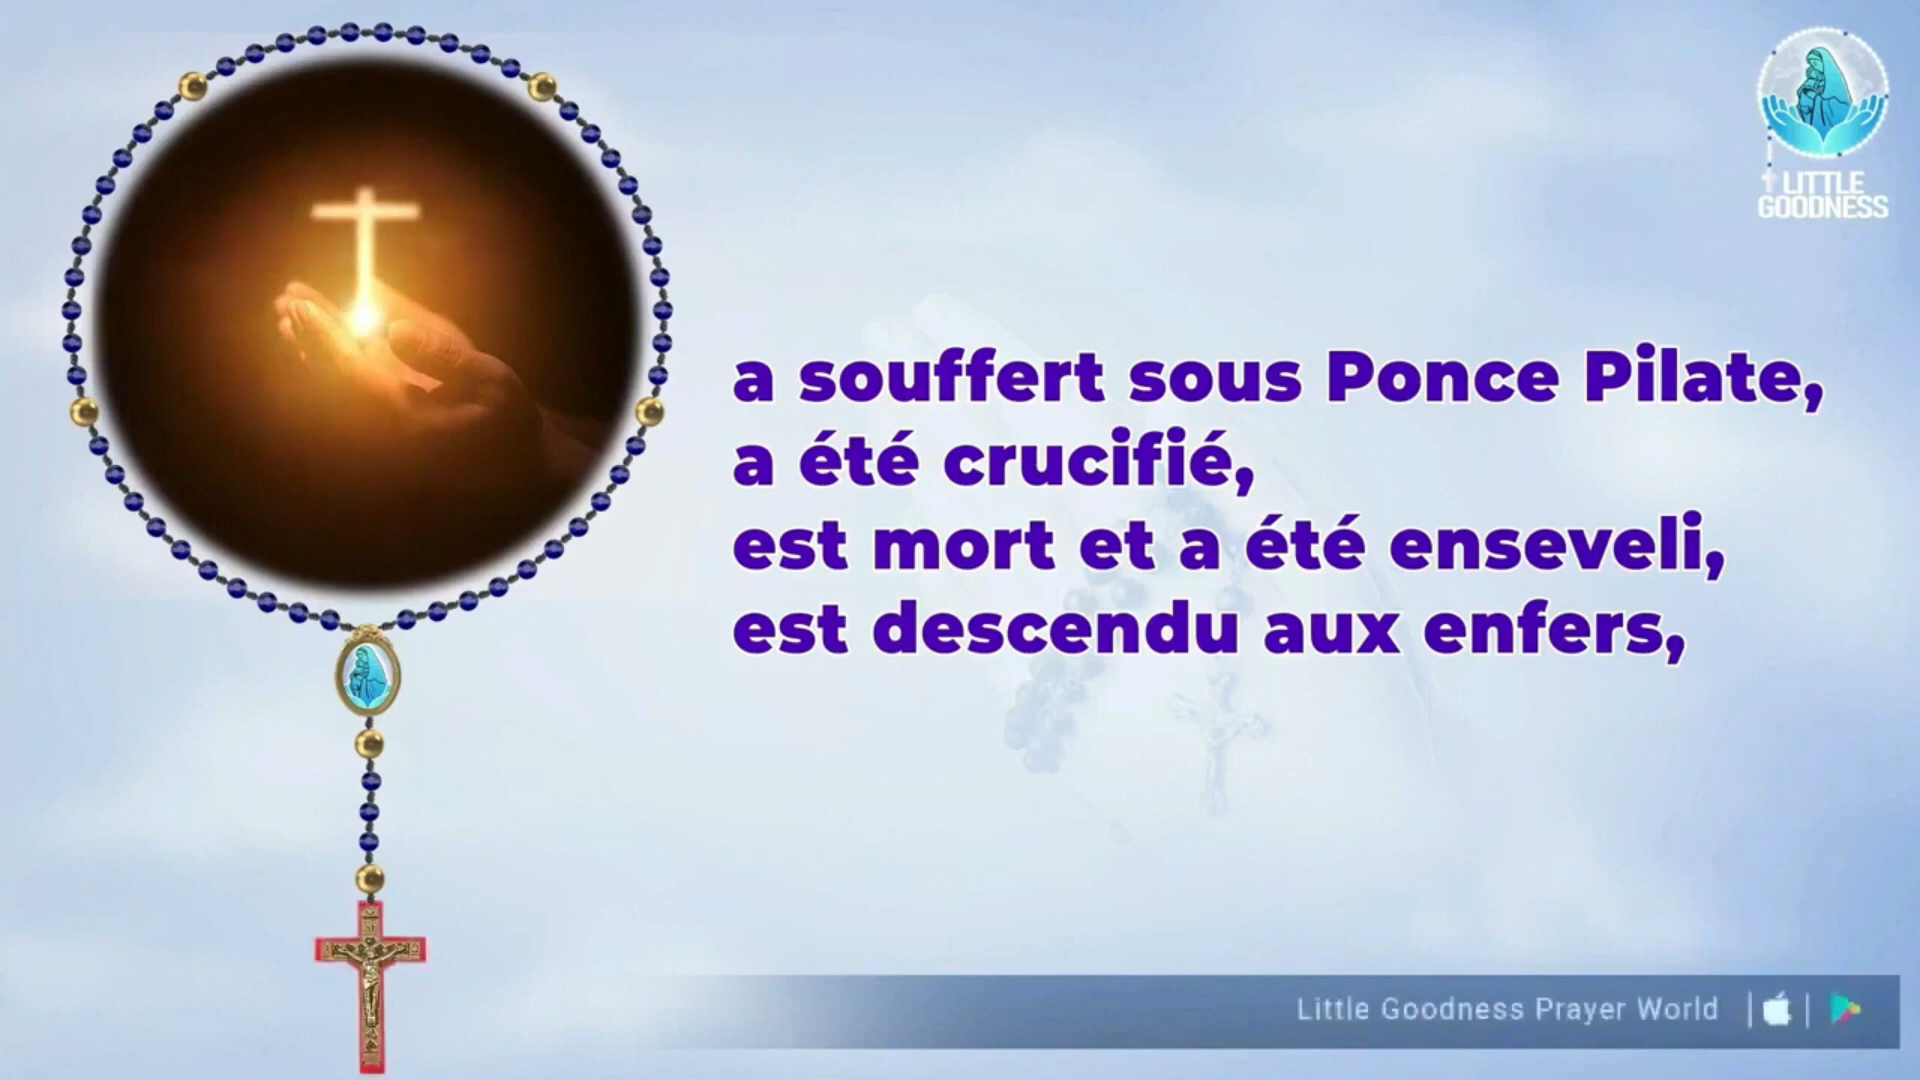 LITTLE
GOODNESS
a souffert sous Ponce Pilate,
a été crucifié,
est mort et a été enseveli,
est descendu aux enfers,
Little Goodness Prayer World